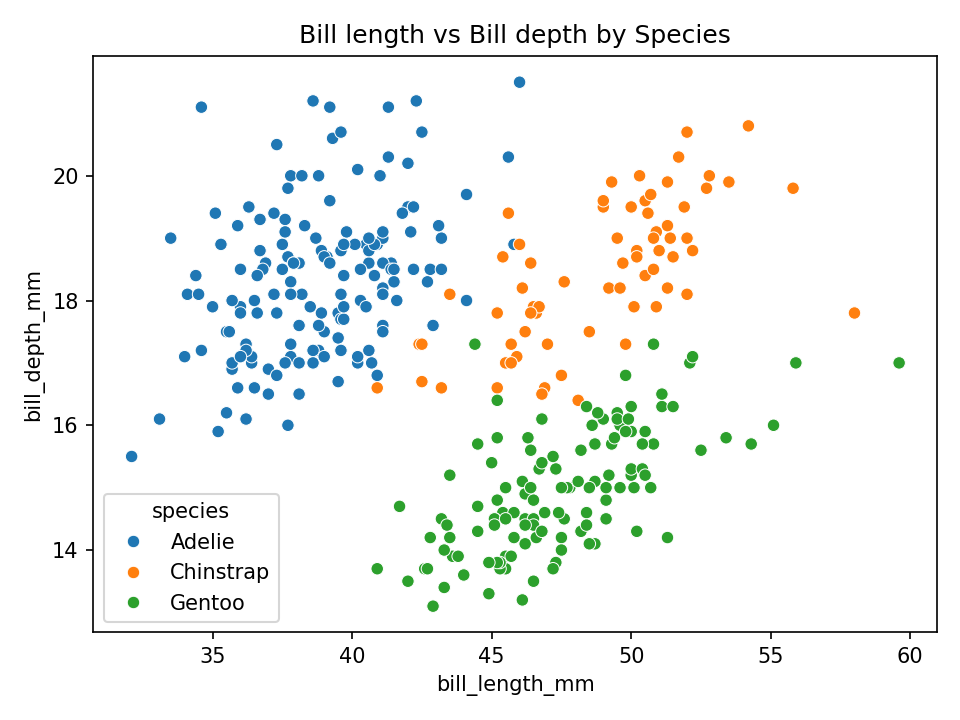 Bill length vs Bill depth by Species
bill_depth_mm
20
18
16
14
species
Adelie
Chinstrap
Gentoo
35 40 45 50 55 60
bill_length_mm